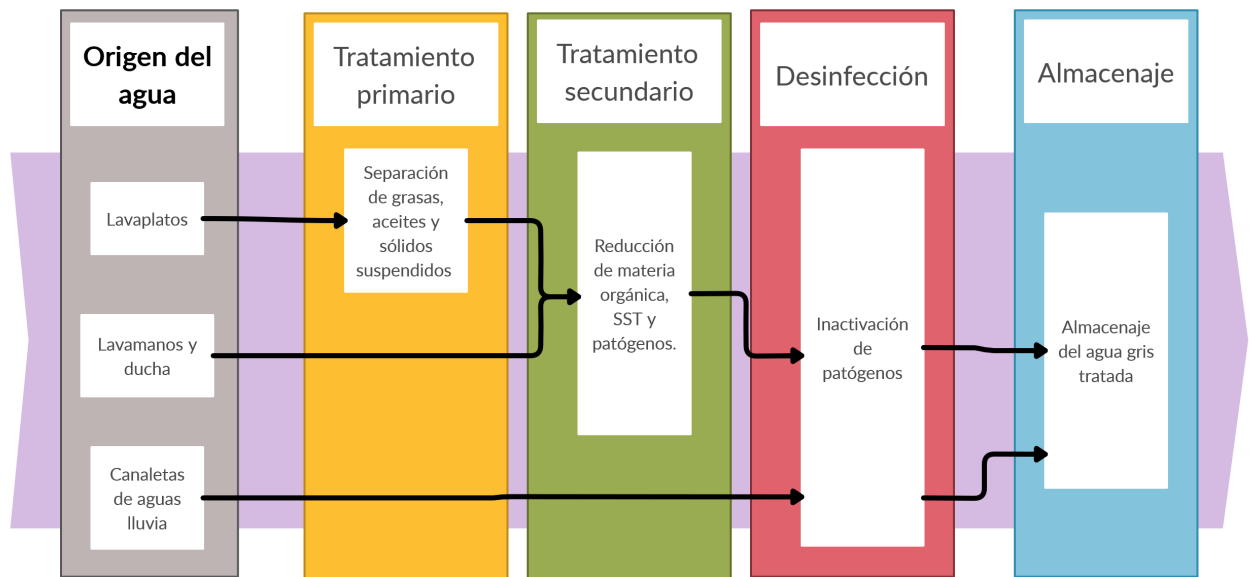 Origen del
agua
Tratamiento
primario
Tratamiento
secundario
Desinfección
Almacenaje
Lavaplatos
Lavamanos y
ducha
Canaletas
de aguas
lluvia
Separación
de grasas,
aceites y
sólidos
suspendidos
Reducción
de materia
orgánica,
SST y
patógenos.
Inactivación
de
patógenos
Almacenaje
del agua gris
tratada